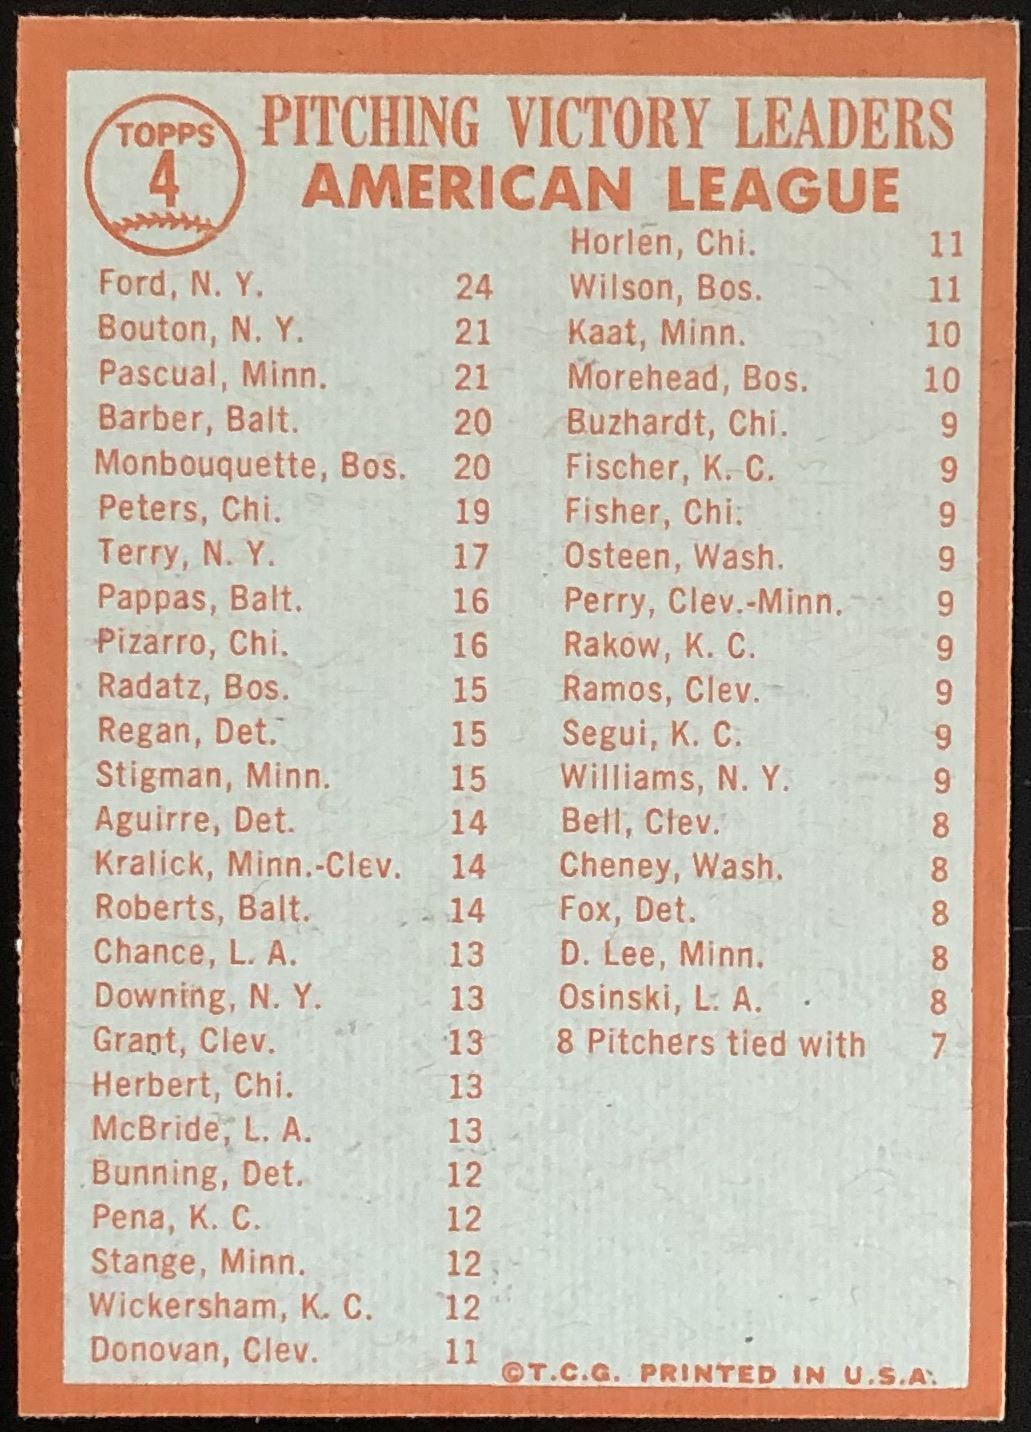 TOPPS
4
PITCHING VICTORY LEADERS
AMERICAN LEAGUE
Ford, N. Y. 24
Bouton, N. Y. 21
Pascual, Minn. 21
Barber, Balt. 20
Monbouquette, Bos. 20
Peters, Chi. 19
Terry, N. Y. 17
Pappas, Balt. 16
Pizarro, Chi. 16
Radatz, Bos. 15
Regan, Det. 15
Stigman, Minn. 15
Aguirre, Det. 14
Kralick, Minn.-Clev. 14
Roberts, Balt. 14
Chance, L. A. 13
Downing, N. Y. 13
Grant, Clev. 13
Herbert, Chi. 13
McBride, L. A. 13
Bunning, Det. 12
Pena, K. C. 12
Stange, Minn. 12
Wickersham, K. C. 12
Donovan, Clev. 11
Horlen, Chi. 11
Wilson, Bos. 11
Kaat, Minn. 10
Morehead, Bos. 10
Buzhardt, Chi. 9
Fischer, K. C. 9
Fisher, Chi. 9
Osteen, Wash. 9
Perry, Clev.-Minn. 9
Rakow, K. C. 9
Ramos, Clev. 9
Segui, K. C. 9
Williams, N. Y. 9
Bell, Clev. 8
Cheney, Wash. 8
Fox, Det. 8
D. Lee, Minn. 8
Osinski, L. A. 8
8 Pitchers tied with 7
©T.C.G. PRINTED IN U.S.A.